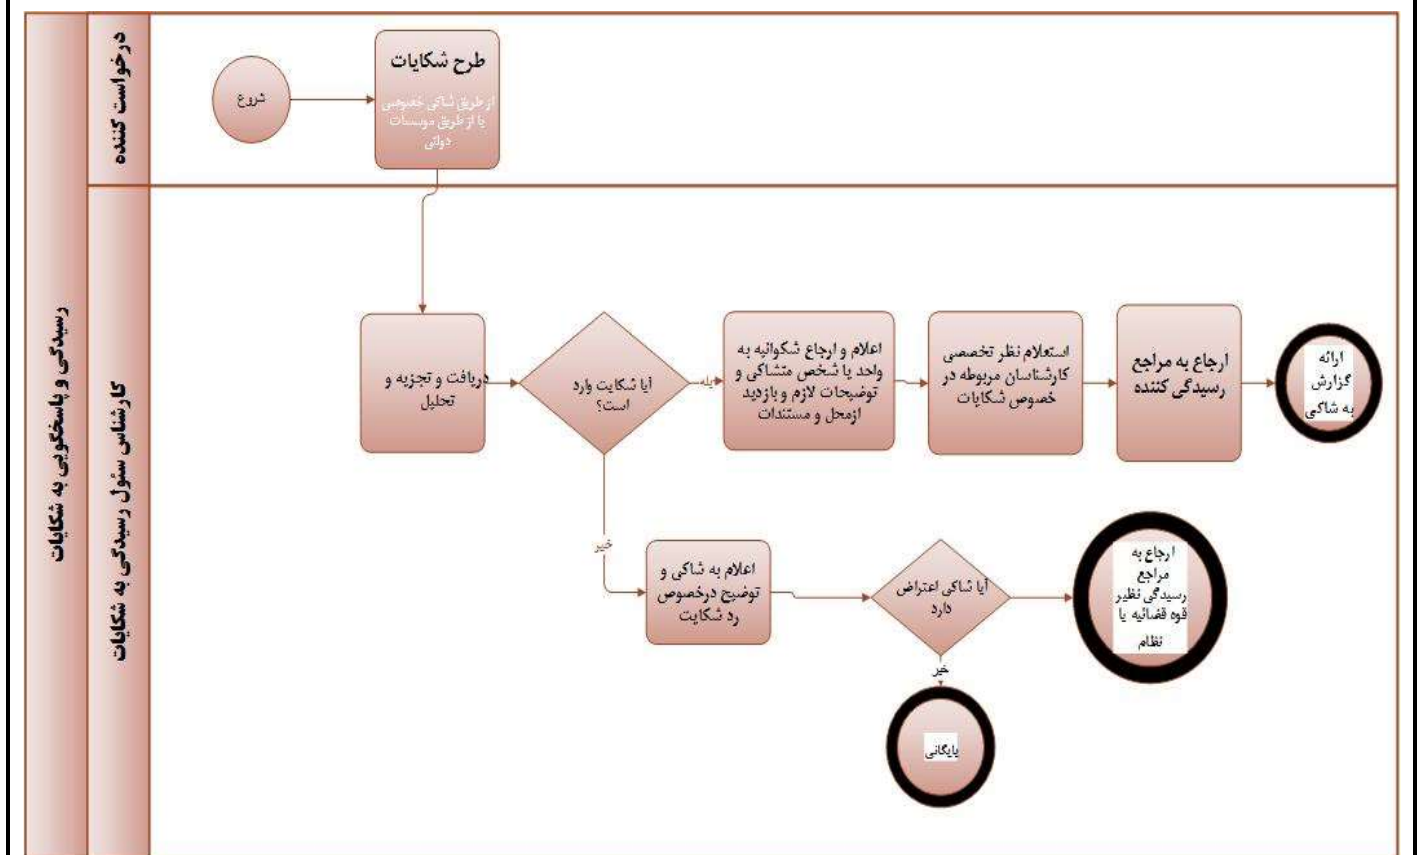 رسیدگی و پاسخگویی به شکایات
درخواست کننده
شروع
طرح شکایات
از طریق شاکی خصوصی
یا از طریق موسسات
دولتی
کارشناس سئول رسیدگی به شکایات
دریافت و تجزیه و
تحلیل
آیا شکایت وارد
است؟
بله
اعلام و ارجاع شکوائیه به
واحد یا شخص متشاکی و
توضیحات لازم و بازدید
ازمحل و مستندات
استعلام نظر تخصصی
کارشناسان مربوطه در
خصوص شکایات
ارجاع به مراجع
رسیدگی کننده
ارائه
گزارش
به شاکی
خیر
اعلام به شاکی و
توضیح درخصوص
رد شکایت
آیا شاکی اعتراض
دارد
ارجاع به
مراجع
رسیدگی نظیر
قوه قضائیه یا
نظام
خیر
بایگانی